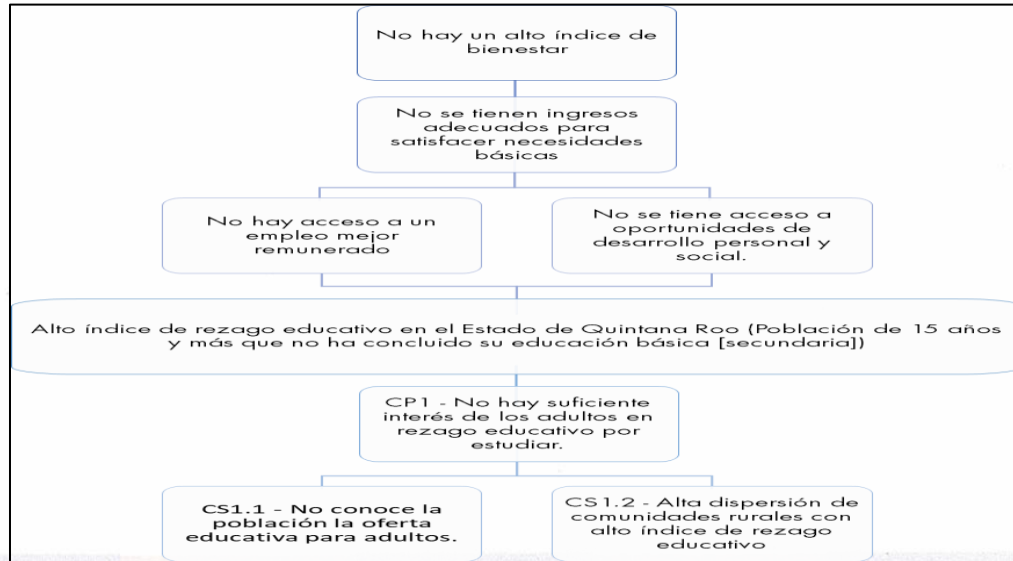 No hay un alto índice de
bienestar
No se tienen ingresos
adecuados para
satisfacer necesidades
básicas
No hay acceso a un
empleo mejor
remunerado
No se tiene acceso a
oportunidades de
desarrollo personal y
social.
Alto índice de rezago educativo en el Estado de Quintana Roo (Población de 15 años
y más que no ha concluido su educación básica [secundaria])
CP1 - No hay suficiente
interés de los adultos en
rezago educativo por
estudiar.
CS1.1 - No conoce la
población la oferta
educativa para adultos.
CS1.2 - Alta dispersión de
comunidades rurales con
alto índice de rezago
educativo